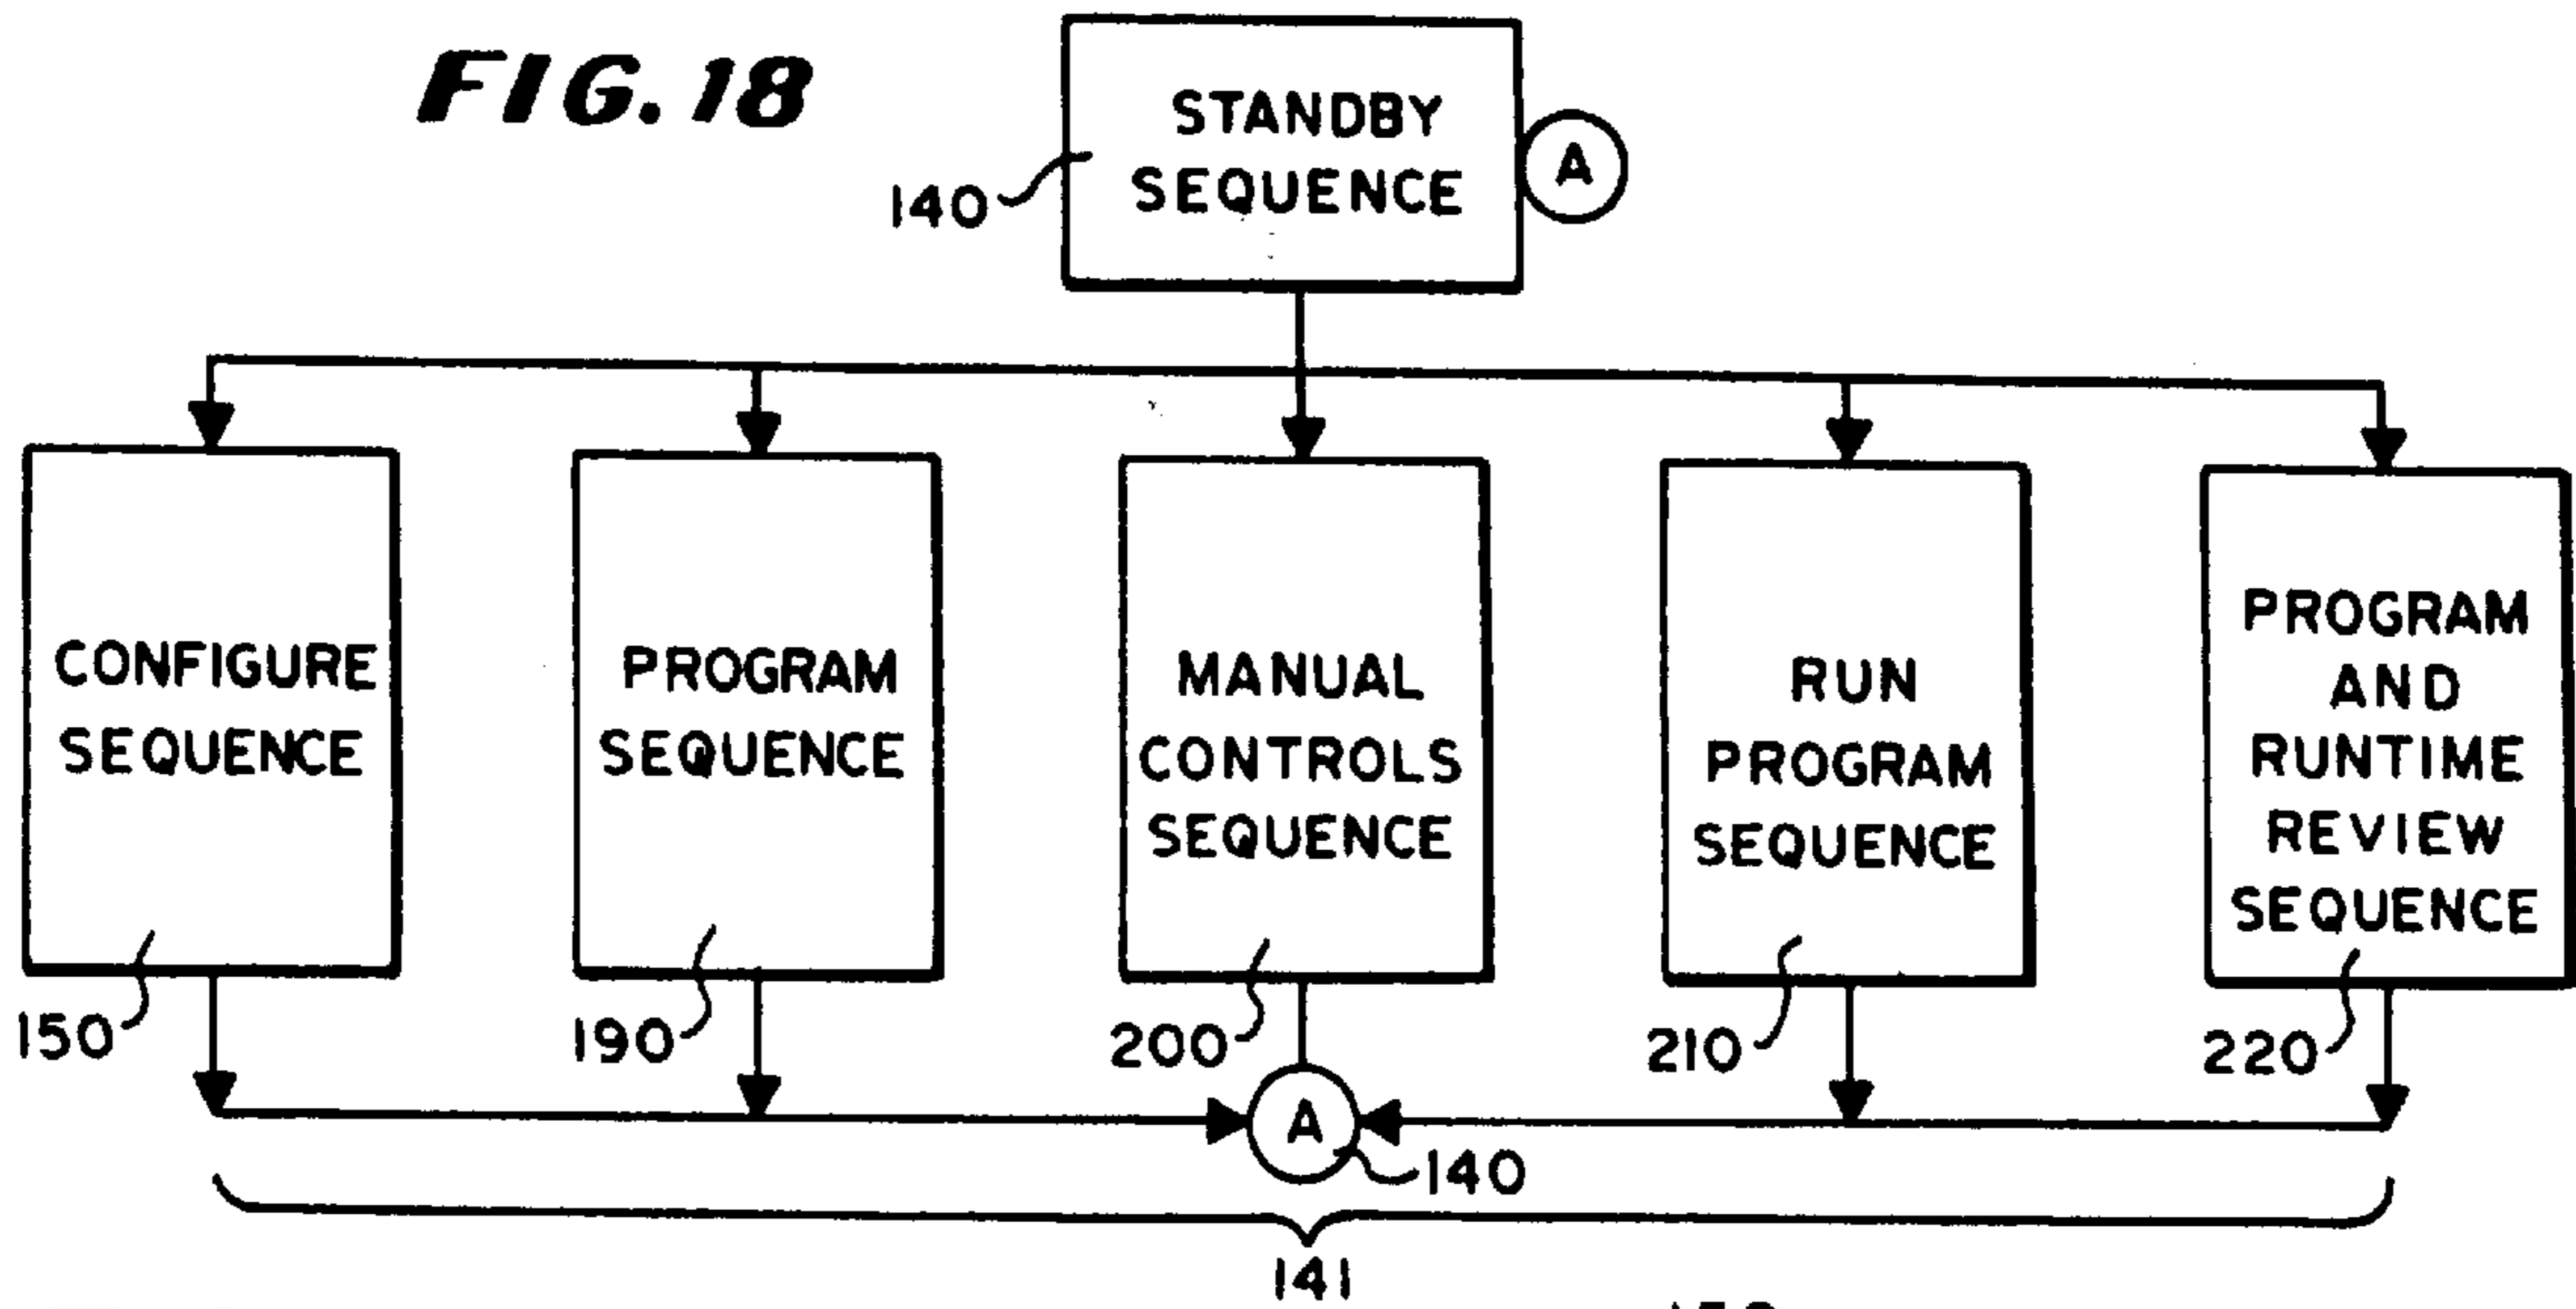 FIG. 18
STANDBY
SEQUENCE
A
140
CONFIGURE
SEQUENCE
150
PROGRAM
SEQUENCE
190
MANUAL
CONTROLS
SEQUENCE
200
RUN
PROGRAM
SEQUENCE
210
PROGRAM
AND
RUNTIME
REVIEW
SEQUENCE
220
A
140
141